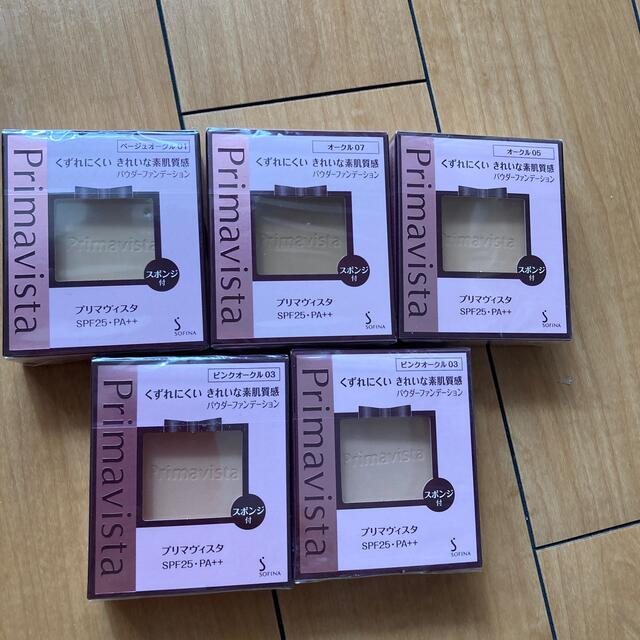 ベージュオークル 01
Primavista
くずれにくい きれいな素肌質感
パウダーファンデーション
Primavista
スポンジ
付
プリマヴィスタ
SPF25・PA++
S
SOFINA
オークル 07
Primavista
くずれにくい きれいな素肌質感
パウダーファンデーション
Primavista
スポンジ
付
プリマヴィスタ
SPF25・PA++
S
SOFINA
オークル 05
Primavista
くずれにくい きれいな素肌質感
パウダーファンデーション
Primavista
スポンジ
付
プリマヴィスタ
SPF25・PA++
S
SOFINA
ピンクオークル 03
Primavista
くずれにくい きれいな素肌質感
パウダーファンデーション
Primavista
スポンジ
付
プリマヴィスタ
SPF25・PA++
S
SOFINA
ピンクオークル 03
Primavista
くずれにくい きれいな素肌質感
パウダーファンデーション
Primavista
スポンジ
付
プリマヴィスタ
SPF25・PA++
S
SOFINA